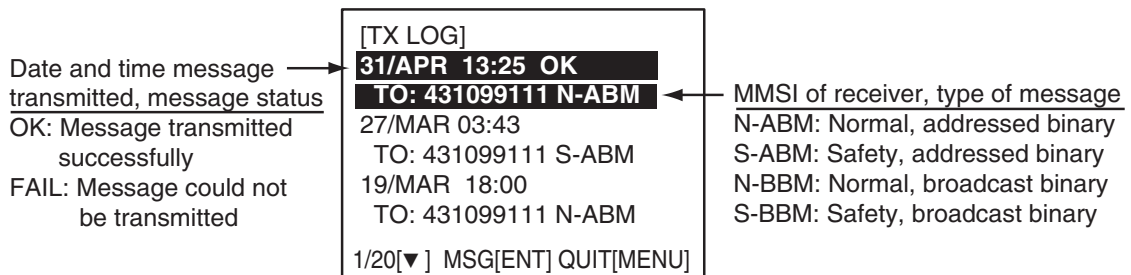 Date and time message
transmitted, message status
OK: Message transmitted
successfully
FAIL: Message could not
be transmitted
[TX LOG]
31/APR 13:25 OK
TO: 431099111 N-ABM
27/MAR 03:43
TO: 431099111 S-ABM
19/MAR 18:00
TO: 431099111 N-ABM
1/20[▼] MSG[ENT] QUIT[MENU]
MMSI of receiver, type of message
N-ABM: Normal, addressed binary
S-ABM: Safety, addressed binary
N-BBM: Normal, broadcast binary
S-BBM: Safety, broadcast binary